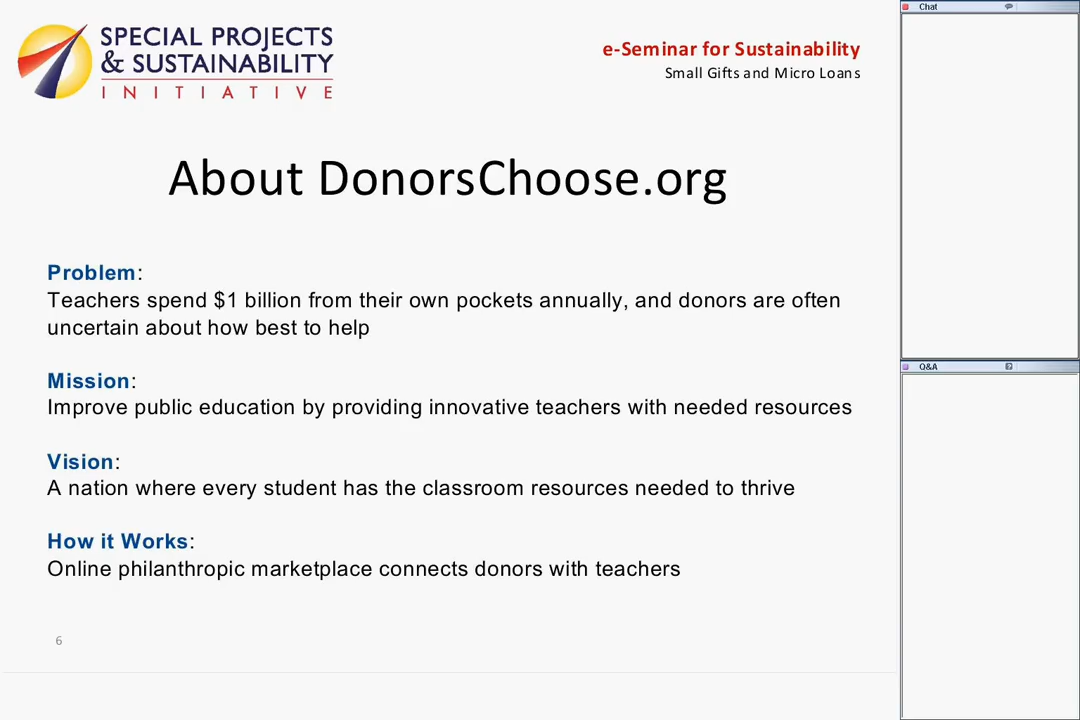 SPECIAL PROJECTS
& SUSTAINABILITY
INITIATIVE
e-Seminar for Sustainability
Small Gifts and Micro Loans
About DonorsChoose.org
Problem:
Teachers spend $1 billion from their own pockets annually, and donors are often
uncertain about how best to help
Mission:
Improve public education by providing innovative teachers with needed resources
Vision:
A nation where every student has the classroom resources needed to thrive
How it Works:
Online philanthropic marketplace connects donors with teachers
6
Chat
Q&A